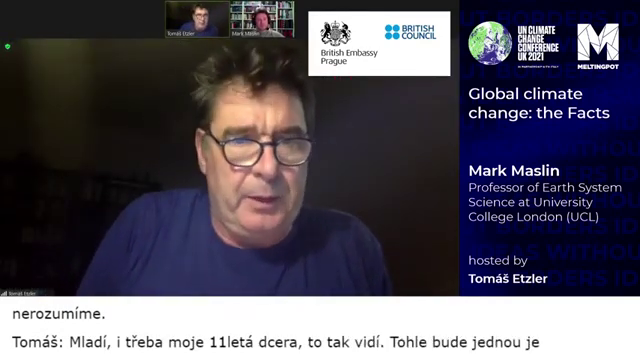 Tomáš Etzler
Mark Maslin
British Embassy
Prague
BRITISH
COUNCIL
UN CLIMATE
CHANGE
CONFERENCE
UK 2021
MELTINGPOT
Global climate
change: the Facts
Mark Maslin
Professor of Earth System
Science at University
College London (UCL)
hosted by
Tomáš Etzler
Tomáš Etzler
nerozumíme.
Tomáš: Mladí, i třeba moje 11letá dcera, to tak vidí. Tohle bude jednou je